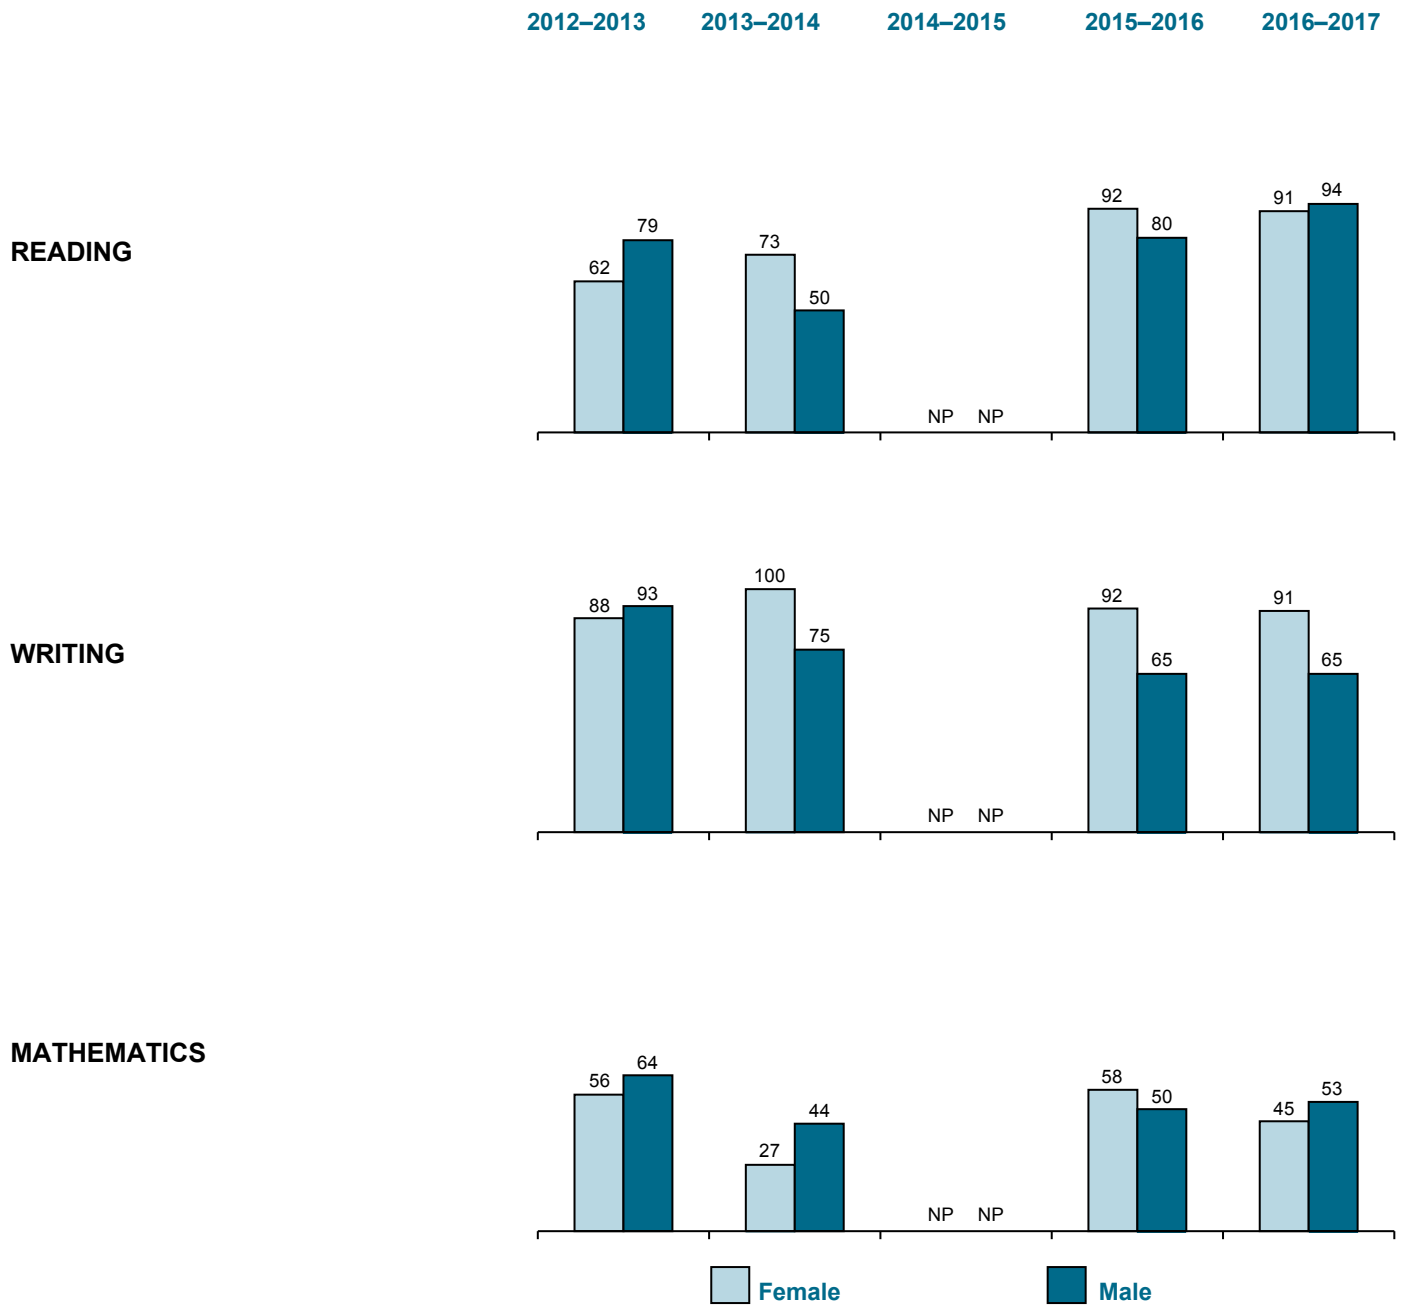 2012–2013 2013–2014 2014–2015 2015–2016 2016–2017
READING
62 79 73 50 NP NP 92 80 91 94
WRITING
88 93 100 75 NP NP 92 65 91 65
MATHEMATICS
56 64 27 44 NP NP 58 50 45 53
Female Male